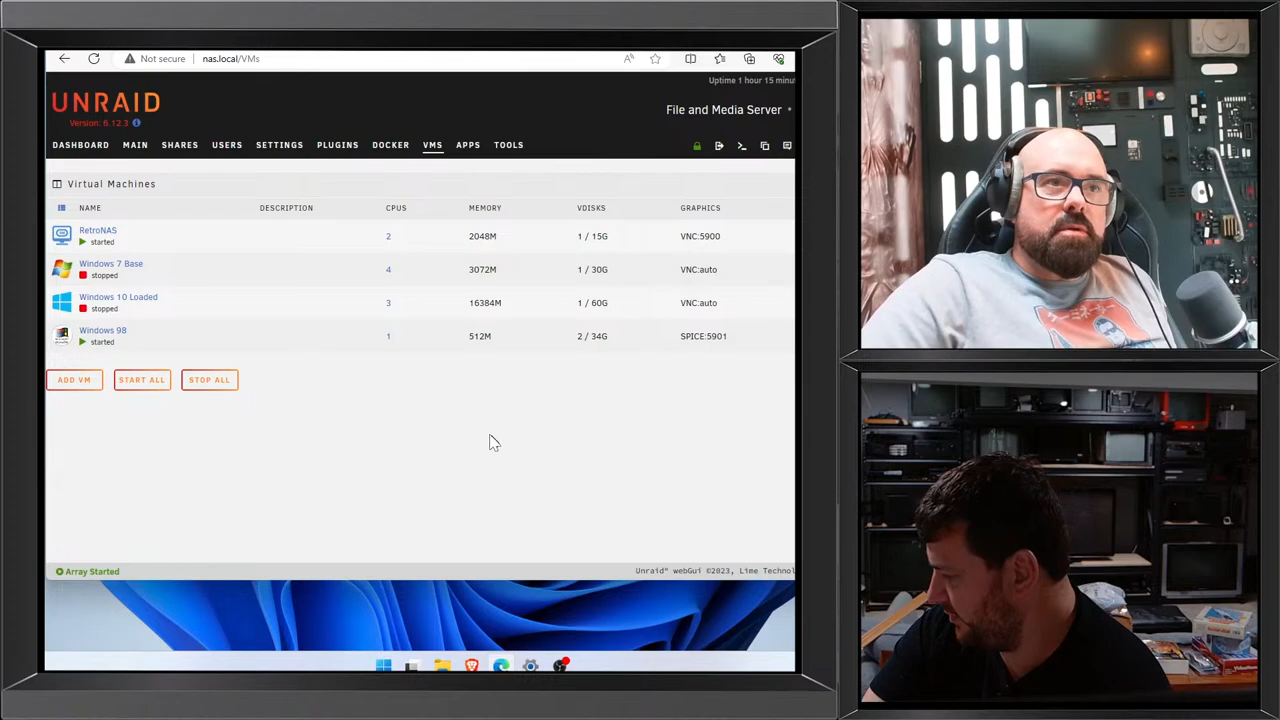 Not secure nas.local/VMs
Uptime 1 hour 15 minu
UNRAID
Version: 6.12.3
File and Media Server •
DASHBOARD MAIN SHARES USERS SETTINGS PLUGINS DOCKER VMS APPS TOOLS
Virtual Machines
NAME DESCRIPTION CPUS MEMORY VDISKS GRAPHICS
RetroNAS
started
2 2048M 1 / 15G VNC:5900
Windows 7 Base
stopped
4 3072M 1 / 30G VNC:auto
Windows 10 Loaded
stopped
3 16384M 1 / 60G VNC:auto
Windows 98
started
1 512M 2 / 34G SPICE:5901
ADD VM START ALL STOP ALL
Array Started
Unraid® webGui ©2023, Lime Technol